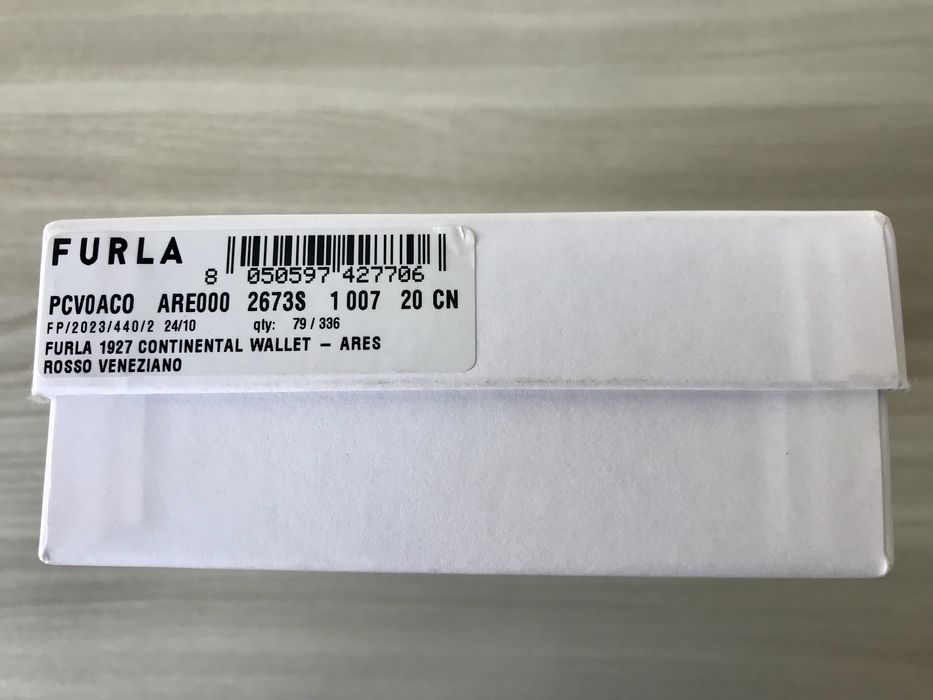 FURLA
8 050597 427706
PCV0ACO ARE000 2673S 1 007 20 CN
FP/2023/440/2 24/10 qty: 79 / 336
FURLA 1927 CONTINENTAL WALLET – ARES
ROSSO VENEZIANO